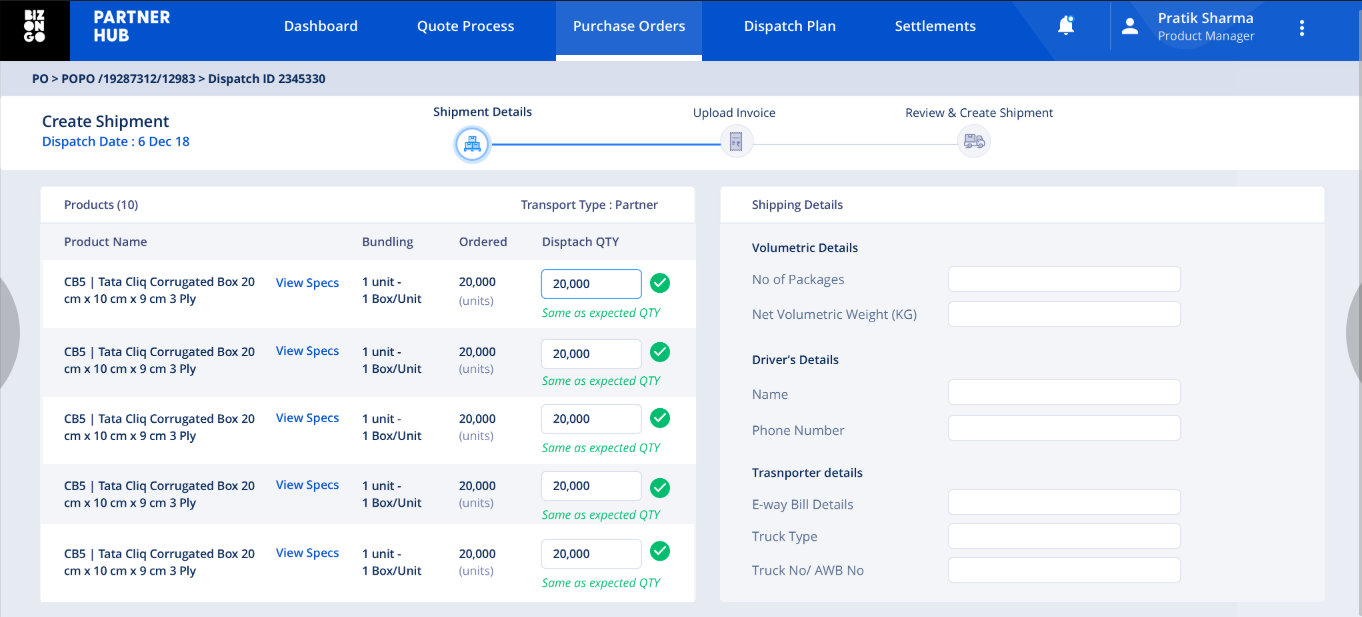 BIZ
ON
GO
PARTNER
HUB
Dashboard
Quote Process
Purchase Orders
Dispatch Plan
Settlements
Pratik Sharma
Product Manager
PO > POPO /19287312/12983 > Dispatch ID 2345330
Create Shipment
Dispatch Date : 6 Dec 18
Shipment Details
Upload Invoice
Review & Create Shipment
Products (10)
Transport Type : Partner
Product Name
Bundling
Ordered
Disptach QTY
CB5 | Tata Cliq Corrugated Box 20
cm x 10 cm x 9 cm 3 Ply
View Specs
1 unit -
1 Box/Unit
20,000
(units)
20,000
Same as expected QTY
CB5 | Tata Cliq Corrugated Box 20
cm x 10 cm x 9 cm 3 Ply
View Specs
1 unit -
1 Box/Unit
20,000
(units)
20,000
Same as expected QTY
CB5 | Tata Cliq Corrugated Box 20
cm x 10 cm x 9 cm 3 Ply
View Specs
1 unit -
1 Box/Unit
20,000
(units)
20,000
Same as expected QTY
CB5 | Tata Cliq Corrugated Box 20
cm x 10 cm x 9 cm 3 Ply
View Specs
1 unit -
1 Box/Unit
20,000
(units)
20,000
Same as expected QTY
CB5 | Tata Cliq Corrugated Box 20
cm x 10 cm x 9 cm 3 Ply
View Specs
1 unit -
1 Box/Unit
20,000
(units)
20,000
Same as expected QTY
Shipping Details
Volumetric Details
No of Packages
Net Volumetric Weight (KG)
Driver's Details
Name
Phone Number
Trasnporter details
E-way Bill Details
Truck Type
Truck No/ AWB No